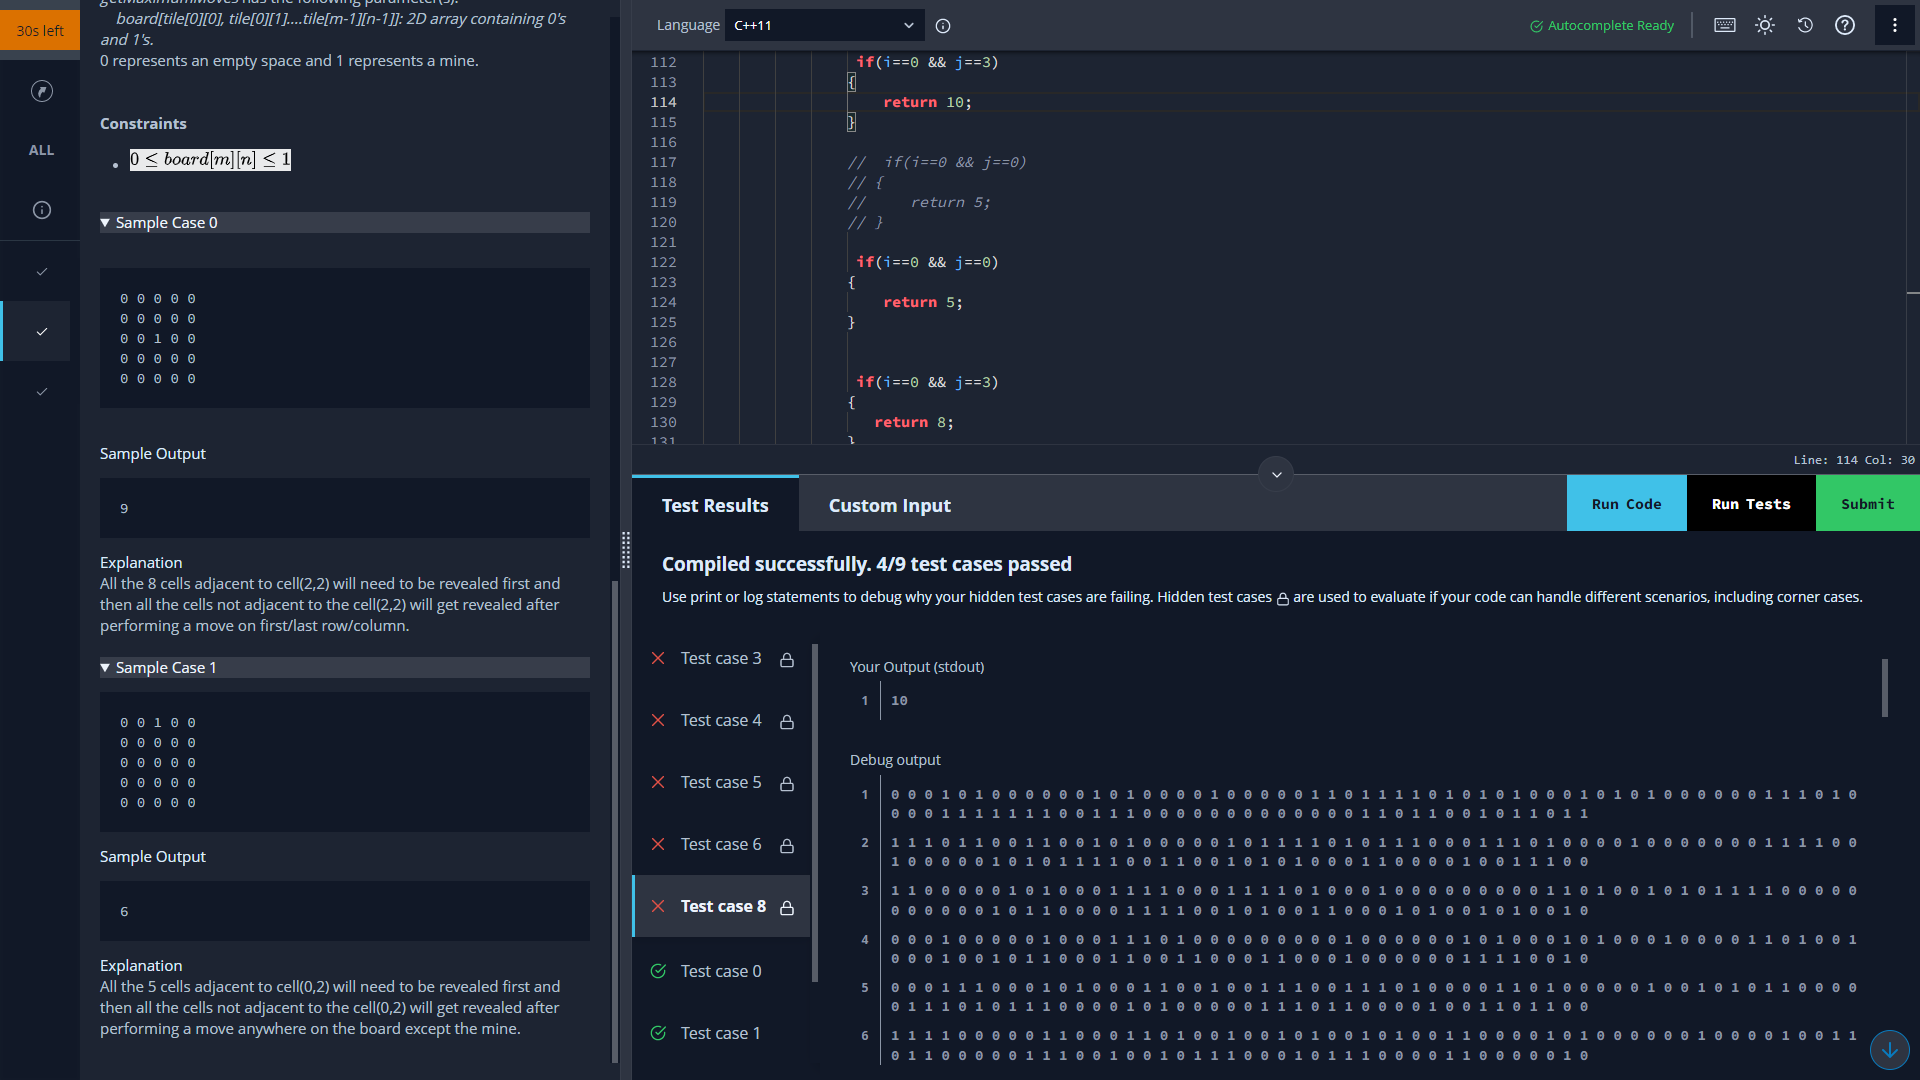 30s left
ALL
getMaximumMoves has the following parameter(s):
board[tile[0][0], tile[0][1]....tile[m-1][n-1]]: 2D array containing 0's
and 1's.
0 represents an empty space and 1 represents a mine.
Constraints
0 ≤ board[m][n] ≤ 1
▼ Sample Case 0
0 0 0 0 0
0 0 0 0 0
0 0 1 0 0
0 0 0 0 0
0 0 0 0 0
Sample Output
9
Explanation
All the 8 cells adjacent to cell(2,2) will need to be revealed first and
then all the cells not adjacent to the cell(2,2) will get revealed after
performing a move on first/last row/column.
▼ Sample Case 1
0 0 1 0 0
0 0 0 0 0
0 0 0 0 0
0 0 0 0 0
0 0 0 0 0
Sample Output
6
Explanation
All the 5 cells adjacent to cell(0,2) will need to be revealed first and
then all the cells not adjacent to the cell(0,2) will get revealed after
performing a move anywhere on the board except the mine.
Language C++11
Autocomplete Ready
112 if(i==0 && j==3)
113 {
114 return 10;
115 }
116
117 // if(i==0 && j==0)
118 // {
119 // return 5;
120 // }
121
122 if(i==0 && j==0)
123 {
124 return 5;
125 }
126
127
128 if(i==0 && j==3)
129 {
130 return 8;
131 }
Line: 114 Col: 30
Test Results
Custom Input
Run Code
Run Tests
Submit
Compiled successfully. 4/9 test cases passed
Use print or log statements to debug why your hidden test cases are failing. Hidden test cases are used to evaluate if your code can handle different scenarios, including corner cases.
Test case 3
Test case 4
Test case 5
Test case 6
Test case 8
Test case 0
Test case 1
Your Output (stdout)
1 10
Debug output
1 0 0 0 1 0 1 0 0 0 0 0 0 1 0 1 0 0 0 0 1 0 0 0 0 0 1 1 0 1 1 1 1 0 1 0 1 0 1 0 0 0 1 0 1 0 1 0 0 0 0 0 0 1 1 1 0 1 0
0 0 0 1 1 1 1 1 1 1 0 0 1 1 1 0 0 0 0 0 0 0 0 0 0 0 0 0 1 1 0 1 1 0 0 1 0 1 1 0 1 1
2 1 1 1 0 1 1 0 0 1 1 0 0 1 0 1 0 0 0 0 0 1 0 1 1 1 1 0 1 0 1 1 1 0 0 0 1 1 1 0 1 0 0 0 0 1 0 0 0 0 0 0 0 1 1 1 1 0 0
1 0 0 0 0 0 1 0 1 0 1 1 1 1 0 0 1 1 0 0 1 0 1 0 1 0 0 0 1 1 0 0 0 0 1 0 0 1 1 1 0 0
3 1 1 0 0 0 0 0 1 0 1 0 0 0 1 1 1 1 0 0 0 1 1 1 1 0 1 0 0 0 1 0 0 0 0 0 0 0 0 0 1 1 0 1 0 0 1 0 1 0 1 1 1 1 0 0 0 0 0
0 0 0 0 0 0 1 0 1 1 0 0 0 0 1 1 1 1 0 0 1 0 1 0 0 1 1 0 0 0 1 0 1 0 0 1 0 1 0 0 1 0
4 0 0 0 1 0 0 0 0 0 1 0 0 0 1 1 1 0 1 0 0 0 0 0 0 0 0 0 1 0 0 0 0 0 0 1 0 1 0 0 0 1 0 1 0 0 0 1 0 0 0 0 1 1 0 1 0 0 1
0 0 0 1 0 0 1 0 1 1 0 0 0 1 1 0 0 1 1 0 0 0 1 1 0 0 1 0 0 0 0 0 0 1 1 1 1 0 0 1 0
5 0 0 0 1 1 1 0 0 0 1 0 1 0 0 0 1 1 0 0 1 0 0 1 1 1 0 0 1 1 1 0 1 0 0 0 0 1 1 0 1 0 0 0 0 0 1 0 0 1 0 1 0 1 1 0 0 0 0
0 1 1 1 0 1 0 1 1 1 0 0 0 0 1 0 1 0 0 0 0 0 1 1 1 0 1 1 0 0 0 0 1 0 0 1 1 0 1 1 0 0
6 1 1 1 1 0 0 0 0 0 1 1 0 0 0 1 1 0 1 0 0 1 0 0 1 0 1 0 0 1 0 1 0 0 1 1 0 0 0 0 1 0 1 0 0 0 0 0 0 1 0 0 0 0 1 0 0 1 1
0 1 1 0 0 0 0 0 1 1 1 0 0 1 0 0 1 0 1 1 1 0 0 0 1 0 1 1 1 0 0 0 0 1 1 0 0 0 0 0 1 0